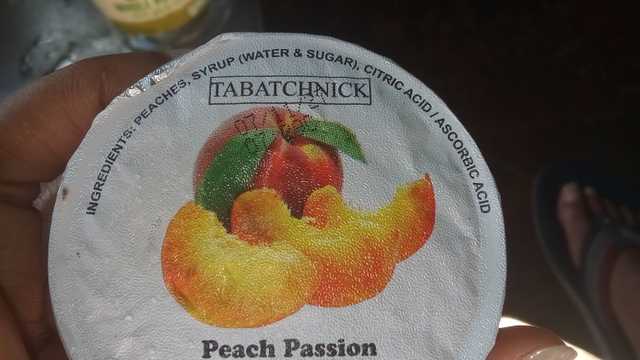 INGREDIENTS: PEACHES, SYRUP (WATER & SUGAR), CITRIC ACID / ASCORBIC ACID
TABATCHNICK
Peach Passion